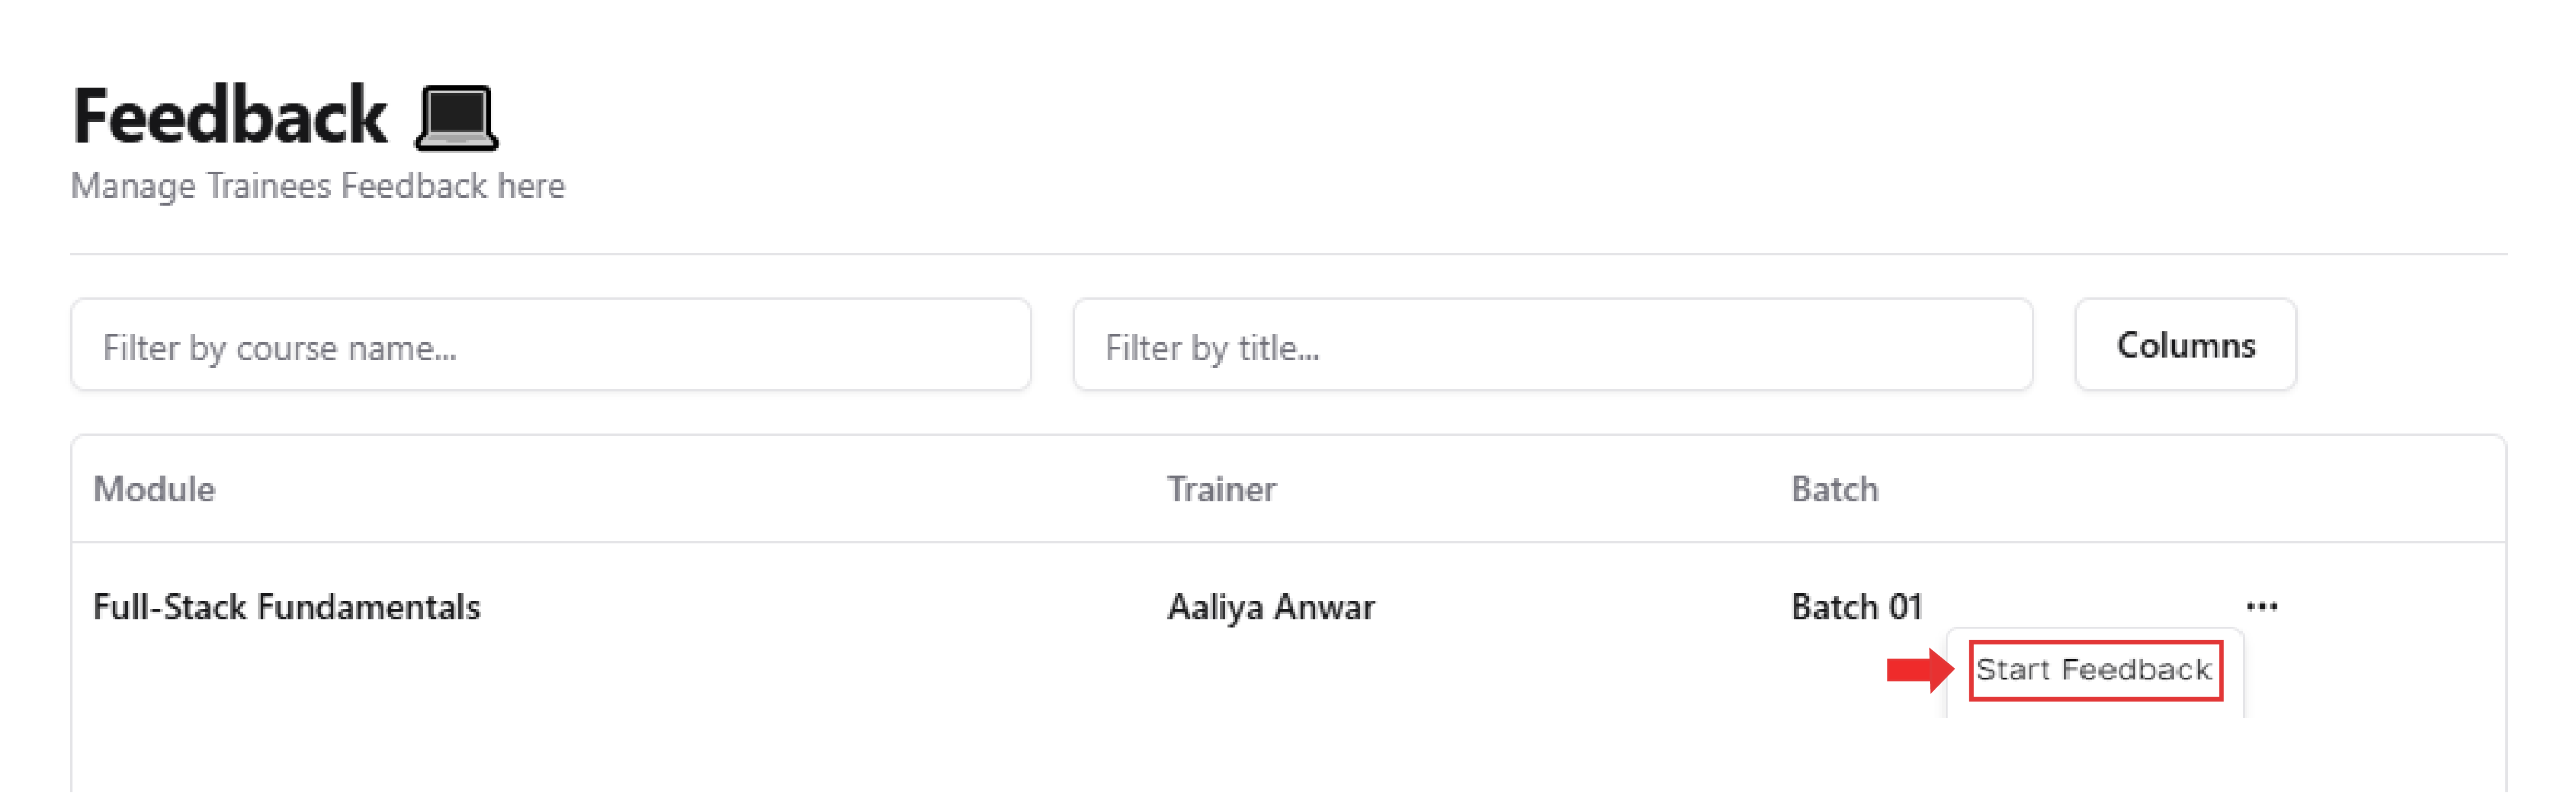 Feedback
Manage Trainees Feedback here
Filter by course name...
Filter by title...
Columns
Module Trainer Batch
Full-Stack Fundamentals Aaliya Anwar Batch 01 ...
Start Feedback